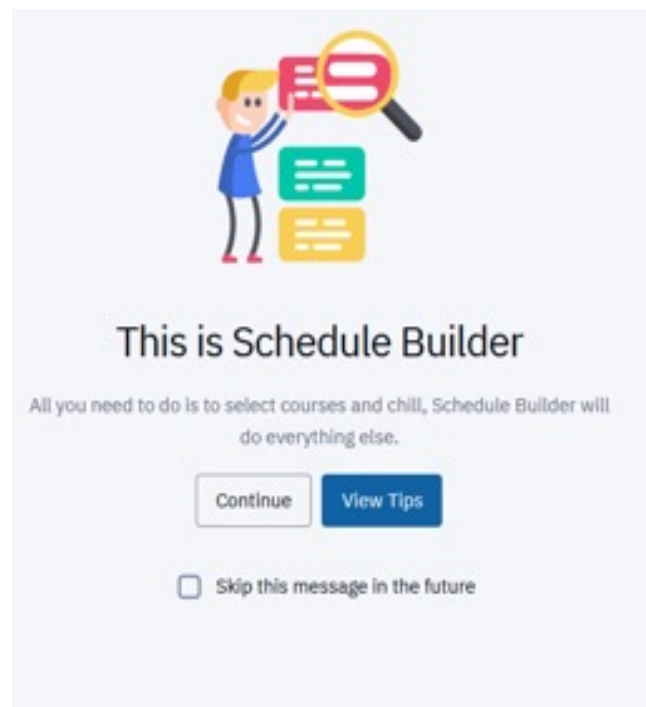 This is Schedule Builder
All you need to do is to select courses and chill, Schedule Builder will
do everything else.
Continue
View Tips
Skip this message in the future